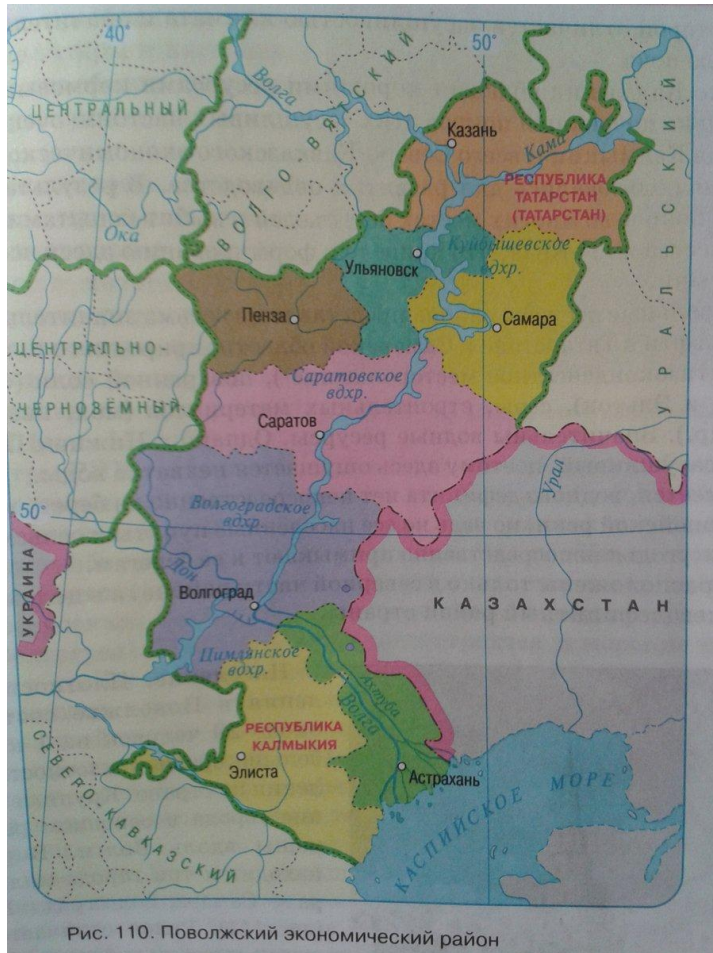 40°
50°
ЦЕНТРАЛЬНЫЙ
Волга
ВОЛГО-ВЯТСКИЙ
Казань
Кама
УРАЛЬСКИЙ
РЕСПУБЛИКА
ТАТАРСТАН
(ТАТАРСТАН)
Ока
Ульяновск
Куйбышевское
вдхр.
Пенза
Самара
ЦЕНТРАЛЬНО-
ЧЕРНОЗЁМНЫЙ
Саратовское
вдхр.
Саратов
Урал
50°
Волгоградское
вдхр.
УКРАИНА
Дон
Волгоград
КАЗАХСТАН
Цимлянское
вдхр.
Ахтуба
Волга
РЕСПУБЛИКА
КАЛМЫКИЯ
Элиста
Астрахань
СЕВЕРО-КАВКАЗСКИЙ
КАСПИЙСКОЕ МОРЕ
Рис. 110. Поволжский экономический район